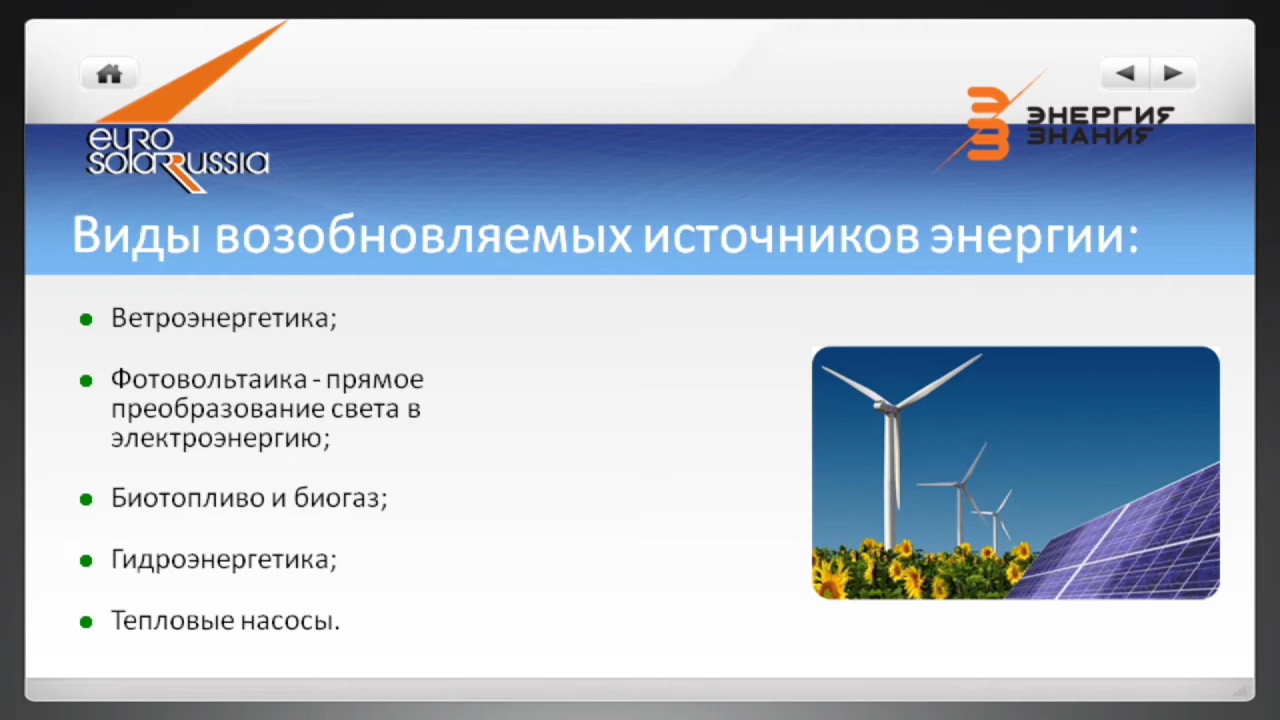 EURO
SOLARRUSSIA
ЭНЕРГИЯ
ЗНАНИЯ
Виды возобновляемых источников энергии:
Ветроэнергетика;
Фотовольтаика - прямое
преобразование света в
электроэнергию;
Биотопливо и биогаз;
Гидроэнергетика;
Тепловые насосы.